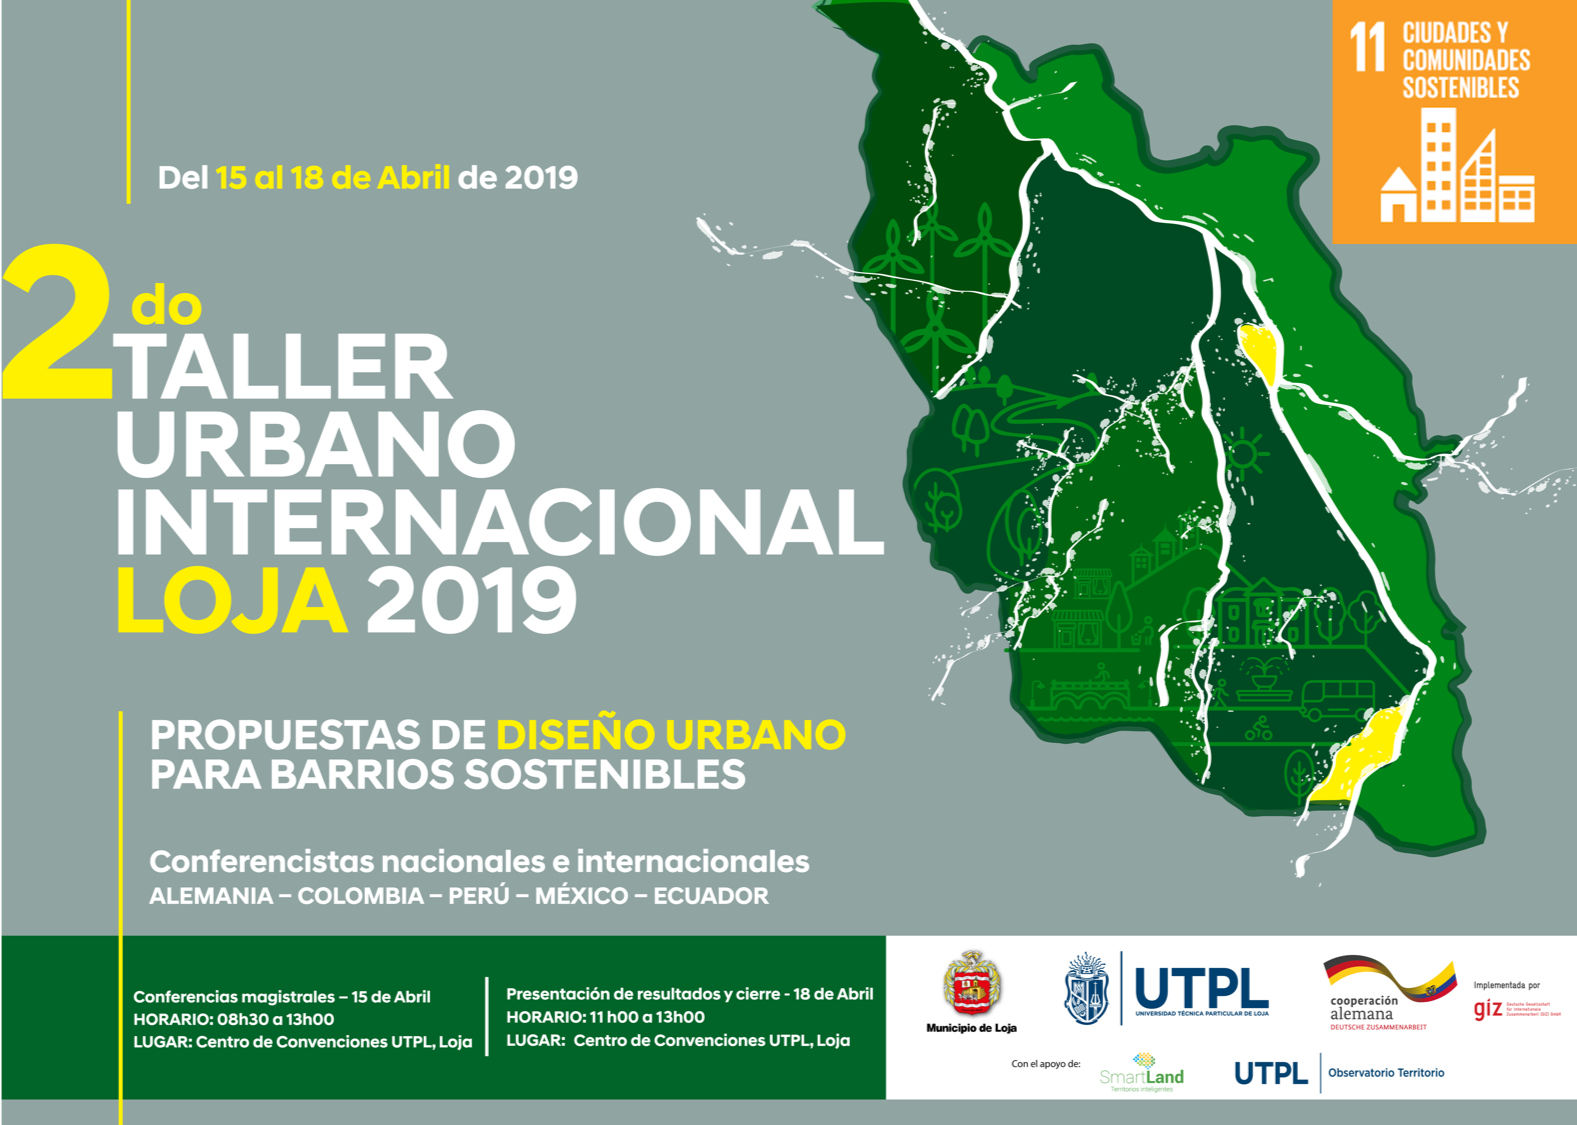 11 CIUDADES Y
COMUNIDADES
SOSTENIBLES
Del 15 al 18 de Abril de 2019
2do
TALLER
URBANO
INTERNACIONAL
LOJA 2019
PROPUESTAS DE DISEÑO URBANO
PARA BARRIOS SOSTENIBLES
Conferencistas nacionales e internacionales
ALEMANIA – COLOMBIA – PERÚ – MÉXICO – ECUADOR
Conferencias magistrales – 15 de Abril
HORARIO: 08h30 a 13h00
LUGAR: Centro de Convenciones UTPL, Loja
Presentación de resultados y cierre - 18 de Abril
HORARIO: 11 h00 a 13h00
LUGAR: Centro de Convenciones UTPL, Loja
Municipio de Loja
UTPL
UNIVERSIDAD TÉCNICA PARTICULAR DE LOJA
cooperación
alemana
DEUTSCHE ZUSAMMENARBEIT
Implementada por
giz
Deutsche Gesellschaft
für Internationale
Zusammenarbeit (GIZ) GmbH
Con el apoyo de:
SmartLand
Territorios inteligentes
UTPL
Observatorio Territorio